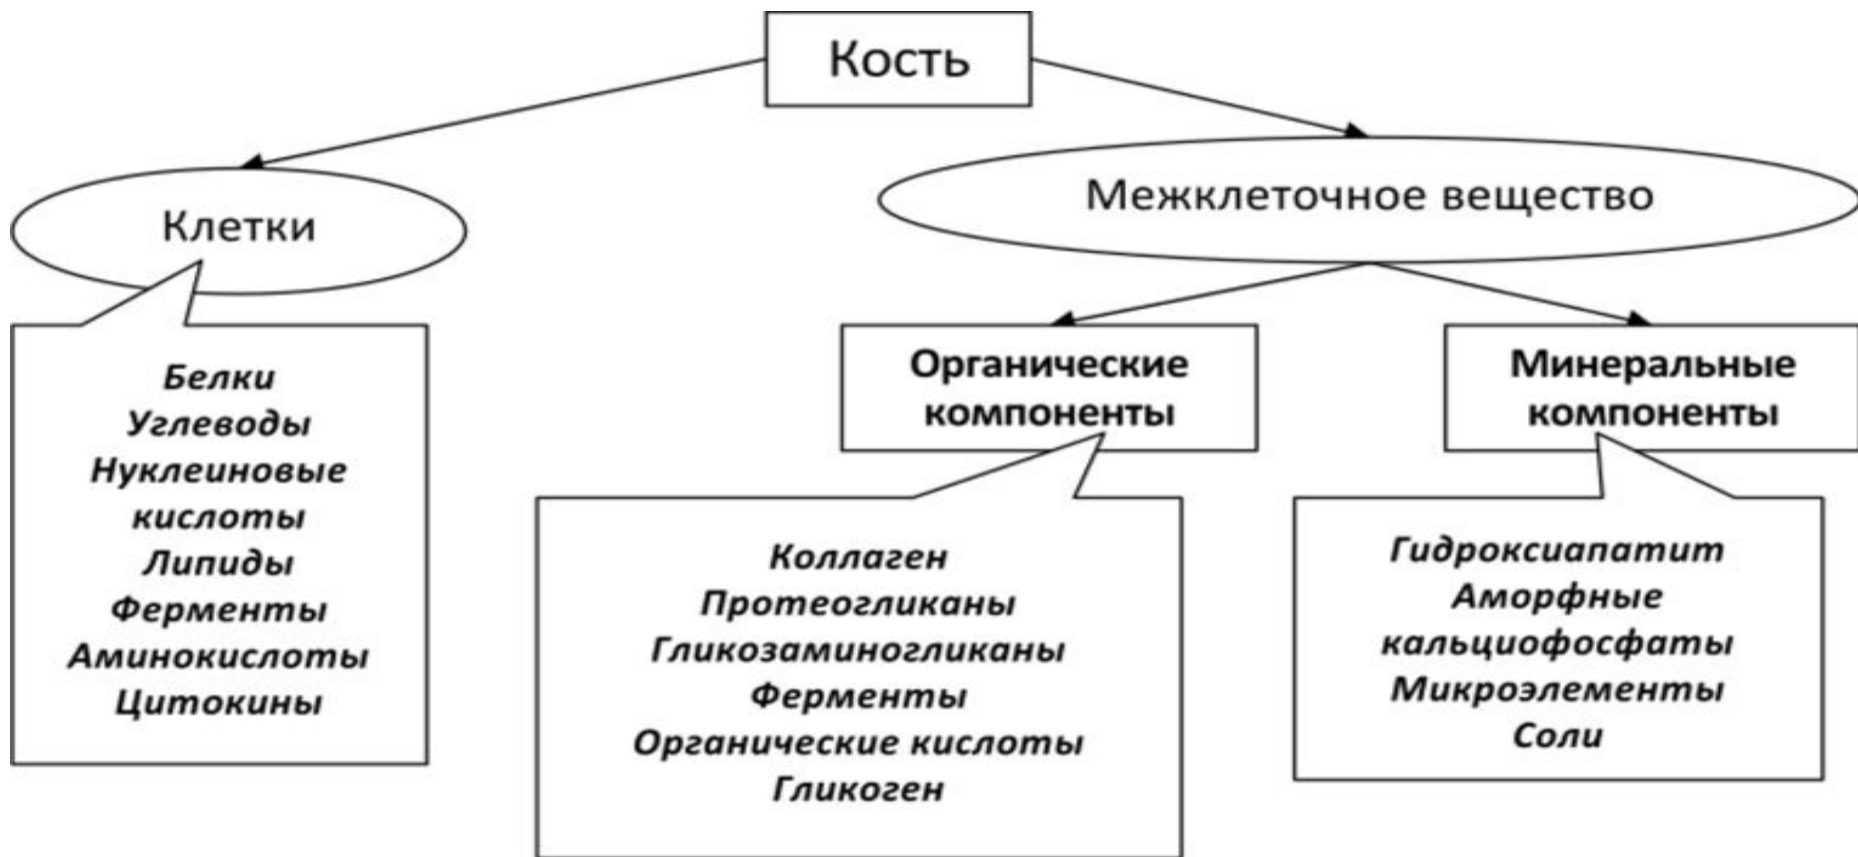 Кость
Клетки
Межклеточное вещество
Белки
Углеводы
Нуклеиновые
кислоты
Липиды
Ферменты
Аминокислоты
Цитокины
Органические
компоненты
Коллаген
Протеогликаны
Гликозаминогликаны
Ферменты
Органические кислоты
Гликоген
Минеральные
компоненты
Гидроксиапатит
Аморфные
кальциофосфаты
Микроэлементы
Соли